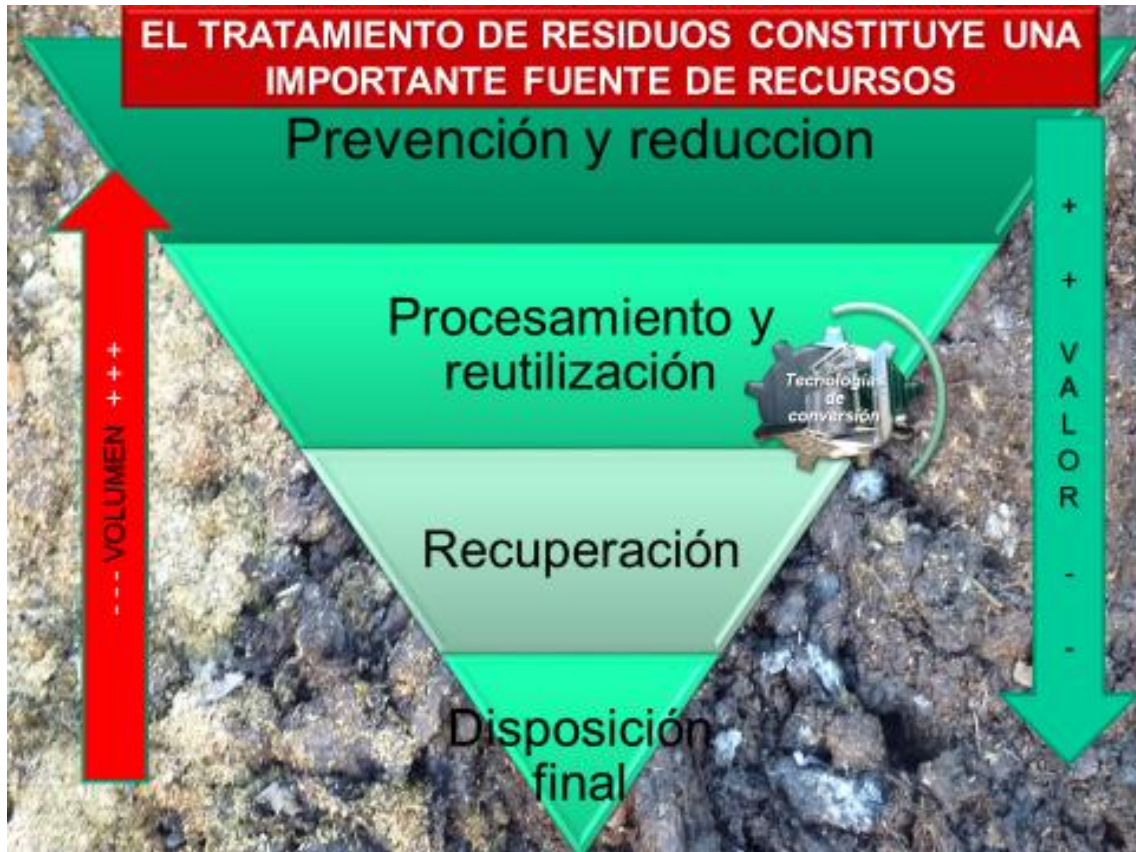 EL TRATAMIENTO DE RESIDUOS CONSTITUYE UNA
IMPORTANTE FUENTE DE RECURSOS
Prevención y reduccion
Procesamiento y
reutilización
Tecnologías
de
conversión
Recuperación
Disposición
final
- - - VOLUMEN + + +
+ + VALOR - -